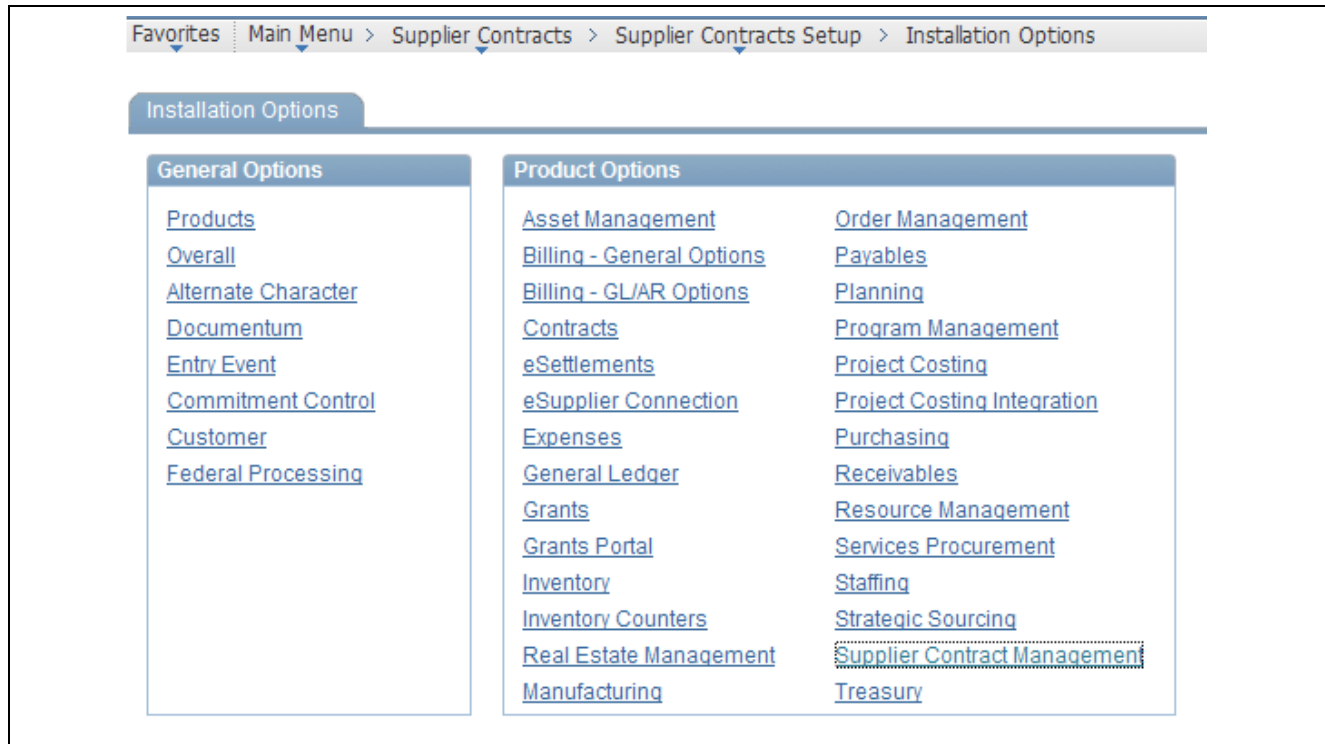 Favorites Main Menu > Supplier Contracts > Supplier Contracts Setup > Installation Options
Installation Options
General Options
Products
Overall
Alternate Character
Documentum
Entry Event
Commitment Control
Customer
Federal Processing
Product Options
Asset Management
Billing - General Options
Billing - GL/AR Options
Contracts
eSettlements
eSupplier Connection
Expenses
General Ledger
Grants
Grants Portal
Inventory
Inventory Counters
Real Estate Management
Manufacturing
Order Management
Payables
Planning
Program Management
Project Costing
Project Costing Integration
Purchasing
Receivables
Resource Management
Services Procurement
Staffing
Strategic Sourcing
Supplier Contract Management
Treasury